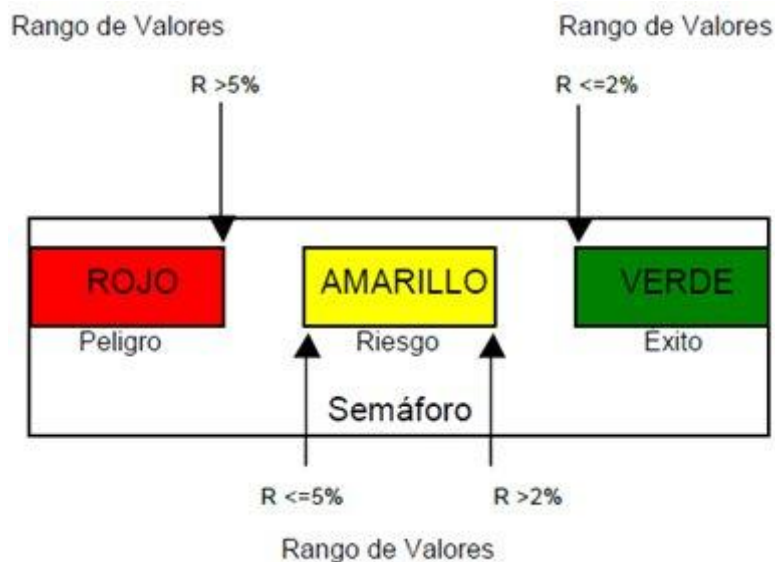 Rango de Valores
Rango de Valores
R >5%
R <=2%
ROJO
AMARILLO
VERDE
Peligro
Riesgo
Exito
Semáforo
R <=5%
R >2%
Rango de Valores